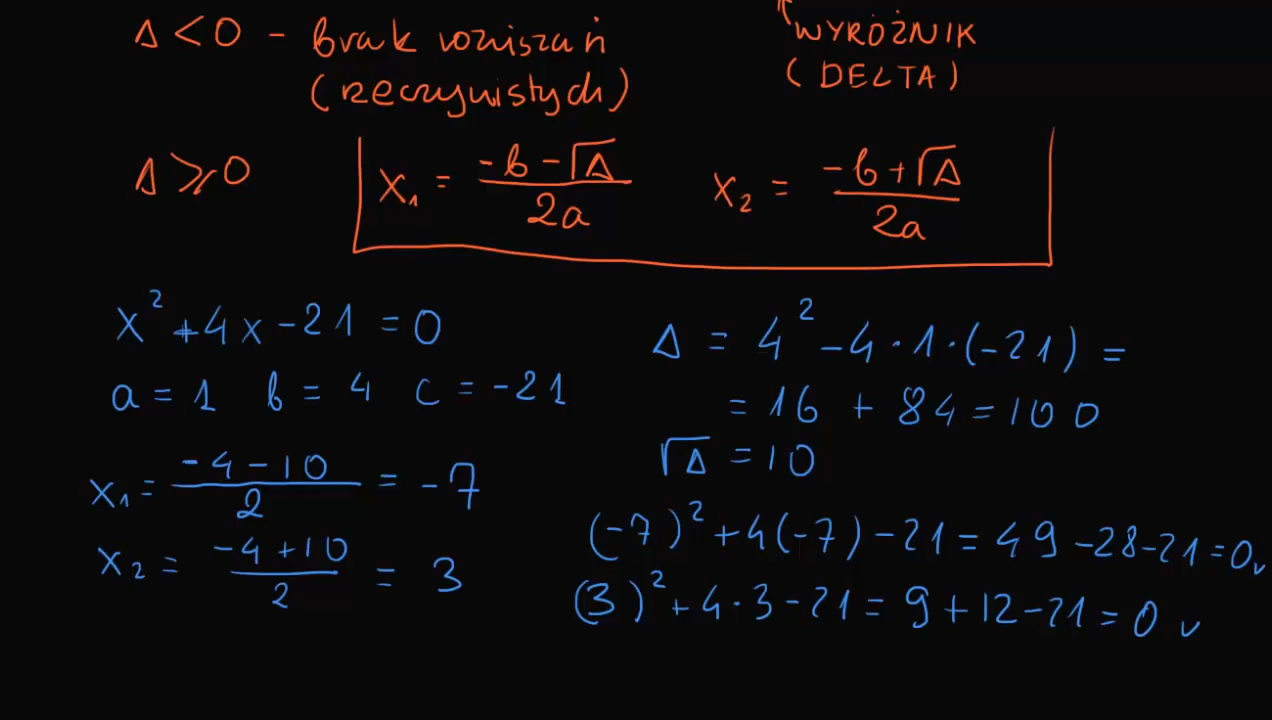 Δ < 0 - brak rozwiązań
(rzeczywistych)
WYRÓŻNIK
(DELTA)
Δ ⩾ 0
x₁ = (-b - √Δ) / 2a
x₂ = (-b + √Δ) / 2a
x² + 4x - 21 = 0
a = 1 b = 4 c = -21
x₁ = (-4 - 10) / 2 = -7
x₂ = (-4 + 10) / 2 = 3
Δ = 4² - 4 · 1 · (-21) =
= 16 + 84 = 100
√Δ = 10
(-7)² + 4(-7) - 21 = 49 - 28 - 21 = 0 v
(3)² + 4 · 3 - 21 = 9 + 12 - 21 = 0 v